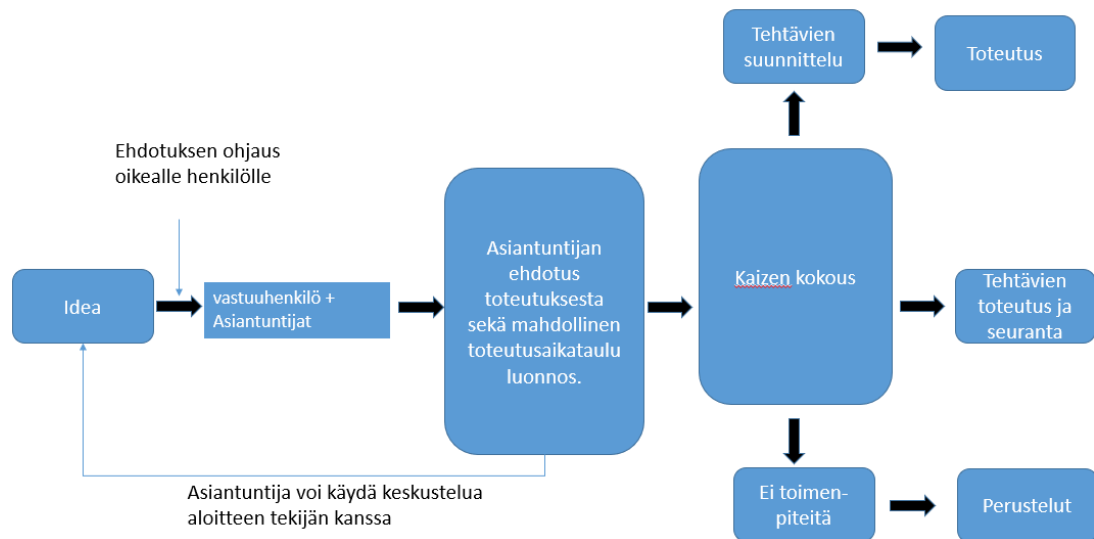 Tehtävien
suunnittelu
Toteutus
Ehdotuksen ohjaus
oikealle henkilölle
Idea
vastuuhenkilö +
Asiantuntijat
Asiantuntijan
ehdotus
toteutuksesta
sekä mahdollinen
toteutusaikataulu
luonnos.
Kaizen kokous
Tehtävien
toteutus ja
seuranta
Asiantuntija voi käydä keskustelua
aloitteen tekijän kanssa
Ei toimen-
piteitä
Perustelut